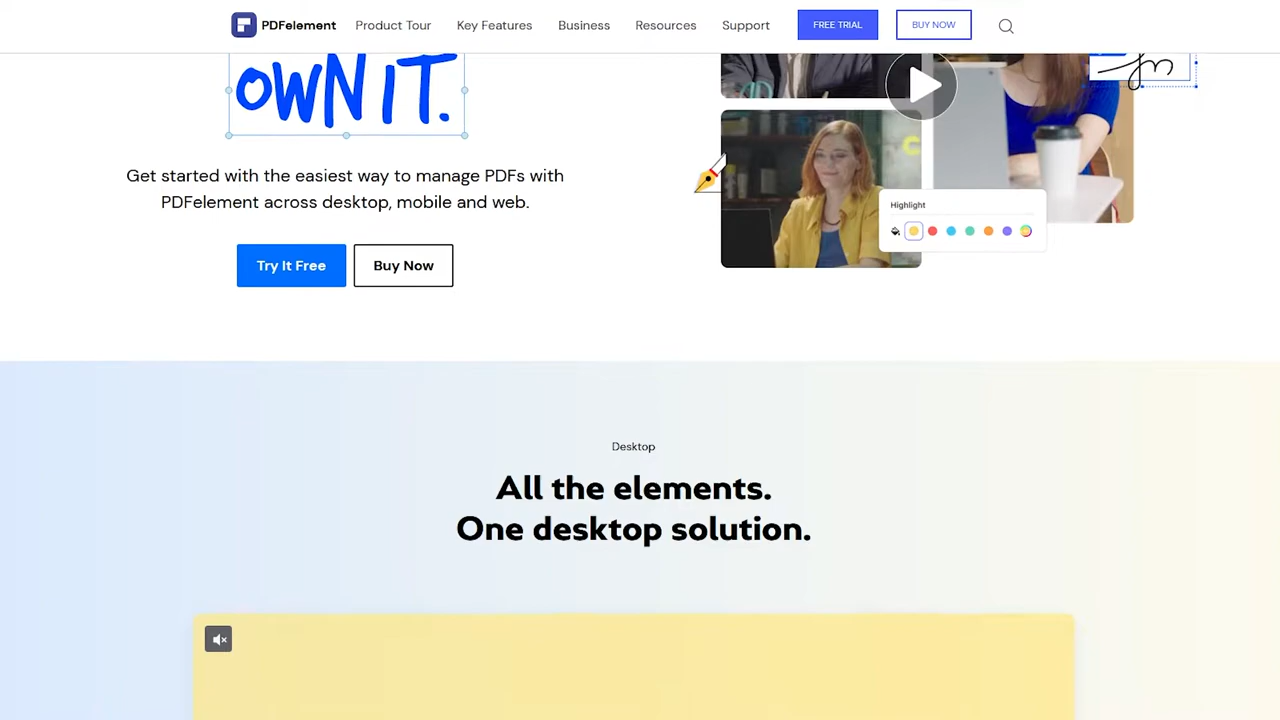 PDFelement Product Tour Key Features Business Resources Support FREE TRIAL BUY NOW
OWN IT.
Get started with the easiest way to manage PDFs with
PDFelement across desktop, mobile and web.
Try It Free Buy Now
Highlight
Desktop
All the elements.
One desktop solution.